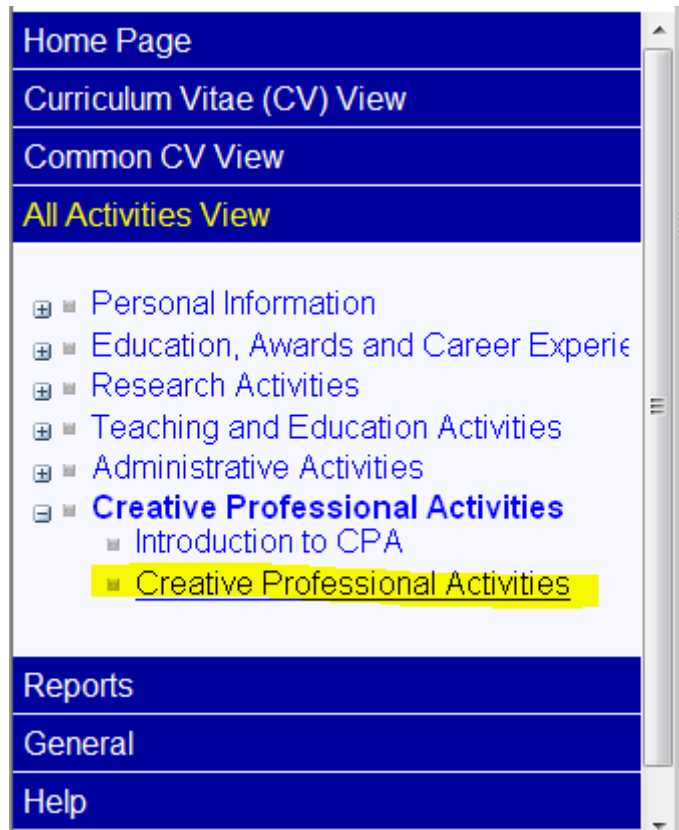 Home Page
Curriculum Vitae (CV) View
Common CV View
All Activities View
Personal Information
Education, Awards and Career Experie
Research Activities
Teaching and Education Activities
Administrative Activities
Creative Professional Activities
Introduction to CPA
Creative Professional Activities
Reports
General
Help